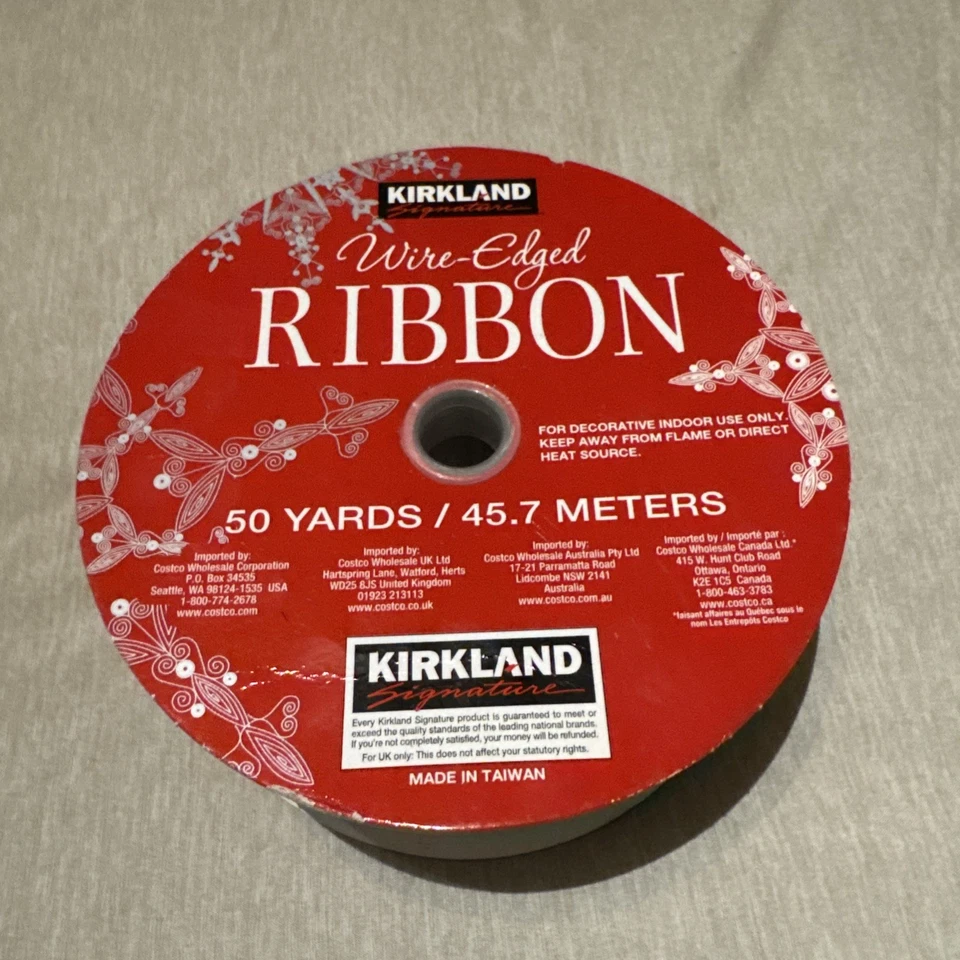 KIRKLAND
Signature
Wire-Edged
RIBBON
FOR DECORATIVE INDOOR USE ONLY.
KEEP AWAY FROM FLAME OR DIRECT
HEAT SOURCE.
50 YARDS / 45.7 METERS
Imported by:
Costco Wholesale Corporation
P.O. Box 34535
Seattle, WA 98124-1535 USA
1-800-774-2678
www.costco.com
Imported by:
Costco Wholesale UK Ltd
Hartspring Lane, Watford, Herts
WD25 8JS United Kingdom
01923 213113
www.costco.co.uk
Imported by:
Costco Wholesale Australia Pty Ltd
17-21 Parramatta Road
Lidcombe NSW 2141
Australia
www.costco.com.au
Imported by / Importé par :
Costco Wholesale Canada Ltd.*
415 W. Hunt Club Road
Ottawa, Ontario
K2E 1C5 Canada
1-800-463-3783
www.costco.ca
*faisant affaires au Québec sous le
nom Les Entrepôts Costco
KIRKLAND
Signature
Every Kirkland Signature product is guaranteed to meet or
exceed the quality standards of the leading national brands.
If you're not completely satisfied, your money will be refunded.
For UK only: This does not affect your statutory rights.
MADE IN TAIWAN